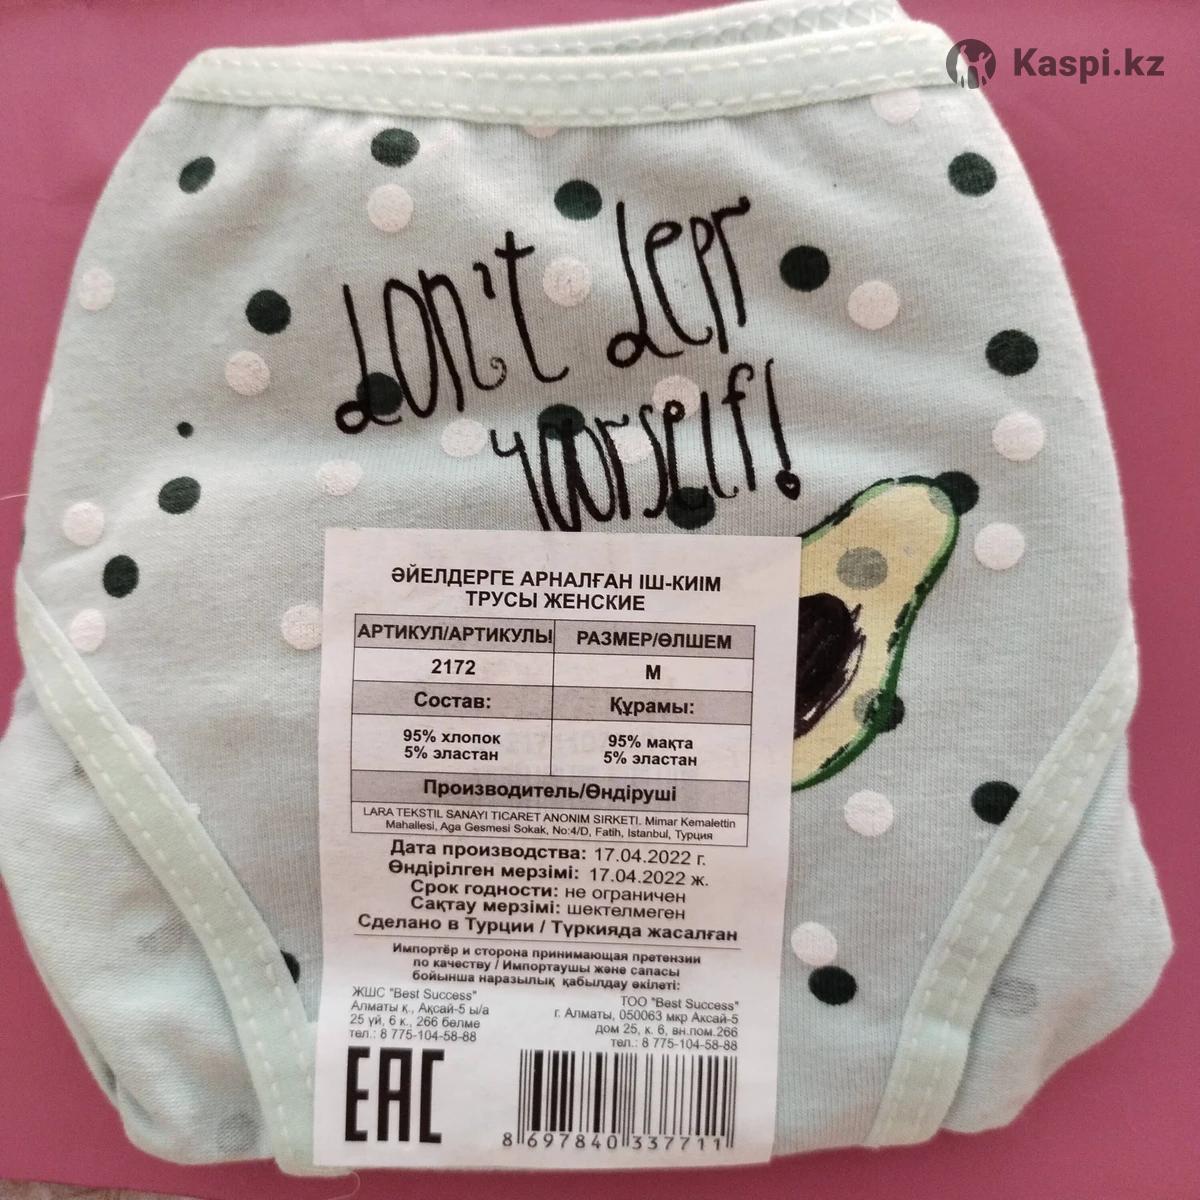 Kaspi.kz
don't depr
yoorself!
ӘЙЕЛДЕРГЕ АРНАЛҒАН ІШ-КИІМ
ТРУСЫ ЖЕНСКИЕ
АРТИКУЛ/АРТИКУЛЫ РАЗМЕР/ӨЛШЕМ
2172 M
Состав: Құрамы:
95% хлопок 95% мақта
5% эластан 5% эластан
Производитель/Өндіруші
LARA TEKSTIL SANAYI TICARET ANONIM SIRKETI. Mimar Kemalettin
Mahallesi, Aga Gesmesi Sokak, No:4/D, Fatih, Istanbul, Турция
Дата производства: 17.04.2022 г.
Өндірілген мерзімі: 17.04.2022 ж.
Срок годности: не ограничен
Сақтау мерзімі: шектелмеген
Сделано в Турции / Түркияда жасалған
Импортёр и сторона принимающая претензии
по качеству / Импортаушы және сапасы
бойынша наразылық қабылдау өкілеті:
ЖШС "Best Success"
Алматы қ., Ақсай-5 ы/а
25 үй, 6 к., 266 бөлме
тел.: 8 775-104-58-88
ТОО "Best Success"
г. Алматы, 050063 мкр Аксай-5
дом 25, к. 6, вн.пом.266
тел.: 8 775-104-58-88
EAC
8 697840 337711